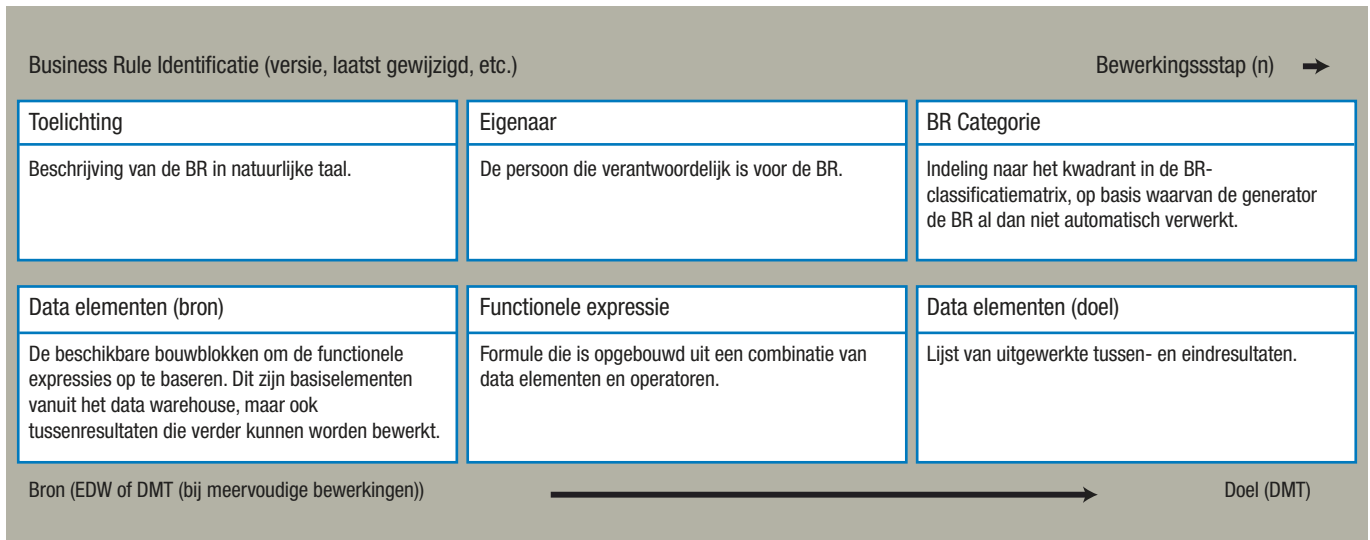 Business Rule Identificatie (versie, laatst gewijzigd, etc.) Bewerkingssstap (n)
Toelichting
Beschrijving van de BR in natuurlijke taal.
Eigenaar
De persoon die verantwoordelijk is voor de BR.
BR Categorie
Indeling naar het kwadrant in de BR-
classificatiematrix, op basis waarvan de generator
de BR al dan niet automatisch verwerkt.
Data elementen (bron)
De beschikbare bouwblokken om de functionele
expressies op te baseren. Dit zijn basiselementen
vanuit het data warehouse, maar ook
tussenresultaten die verder kunnen worden bewerkt.
Functionele expressie
Formule die is opgebouwd uit een combinatie van
data elementen en operatoren.
Data elementen (doel)
Lijst van uitgewerkte tussen- en eindresultaten.
Bron (EDW of DMT (bij meervoudige bewerkingen)) Doel (DMT)